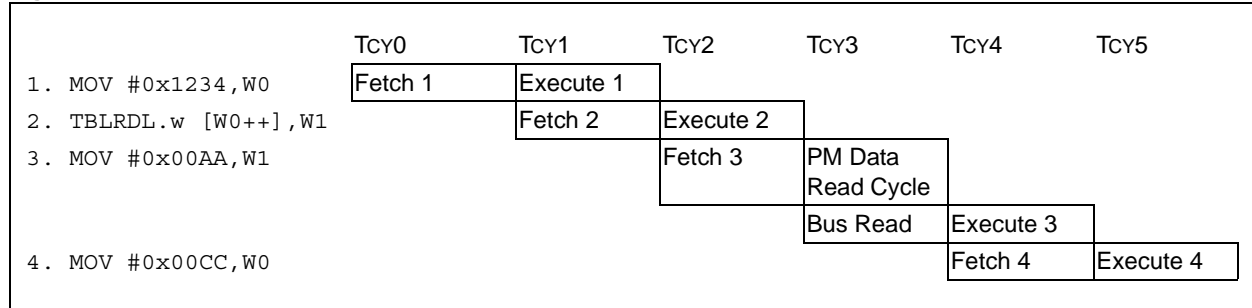 TCY0 TCY1 TCY2 TCY3 TCY4 TCY5
1. MOV #0x1234,W0 Fetch 1 Execute 1
2. TBLRDL.w [W0++],W1 Fetch 2 Execute 2
3. MOV #0x00AA,W1 Fetch 3 PM Data
Read Cycle
Bus Read Execute 3
4. MOV #0x00CC,W0 Fetch 4 Execute 4